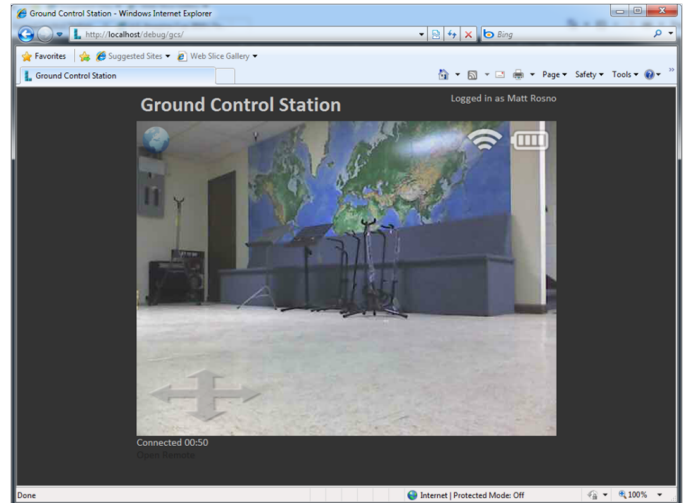 Ground Control Station - Windows Internet Explorer
http://localhost/debug/gcs/
Bing
Favorites
Suggested Sites
Web Slice Gallery
Ground Control Station
Page
Safety
Tools
Ground Control Station
Logged in as Matt Rosno
Connected 00:50
Open Remote
Done
Internet | Protected Mode: Off
100%